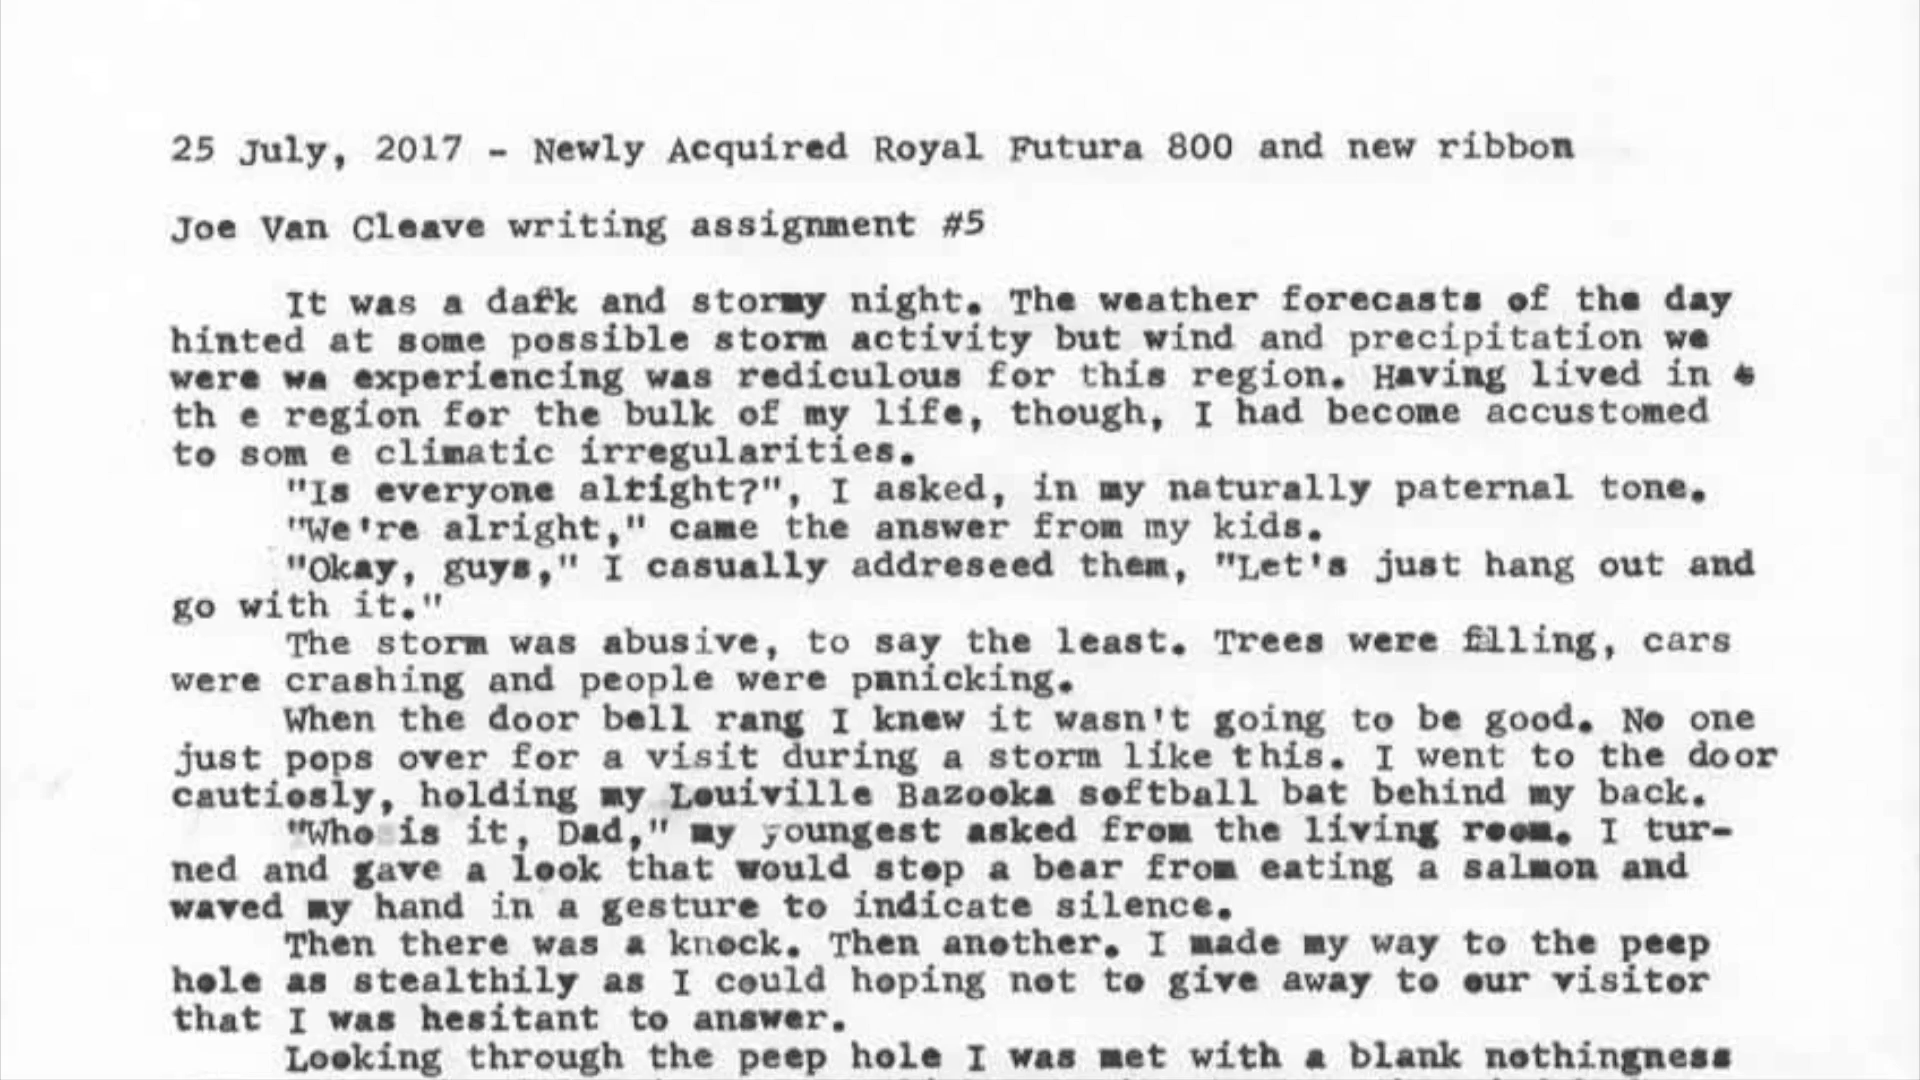 25 July, 2017 - Newly Acquired Royal Futura 800 and new ribbon
Joe Van Cleave writing assignment #5
It was a dark and stormy night. The weather forecasts of the day
hinted at some possible storm activity but wind and precipitation we
were wa experiencing was rediculous for this region. Having lived in
th e region for the bulk of my life, though, I had become accustomed
to som e climatic irregularities.
"Is everyone alright?", I asked, in my naturally paternal tone.
"We're alright," came the answer from my kids.
"Okay, guys," I casually addreseed them, "Let's just hang out and
go with it."
The storm was abusive, to say the least. Trees were falling, cars
were crashing and people were panicking.
When the door bell rang I knew it wasn't going to be good. No one
just pops over for a visit during a storm like this. I went to the door
cautiosly, holding my Louiville Bazooka softball bat behind my back.
"Who is it, Dad," my youngest asked from the living room. I tur-
ned and gave a look that would stop a bear from eating a salmon and
waved my hand in a gesture to indicate silence.
Then there was a knock. Then another. I made my way to the peep
hole as stealthily as I could hoping not to give away to our visitor
that I was hesitant to answer.
Looking through the peep hole I was met with a blank nothingness